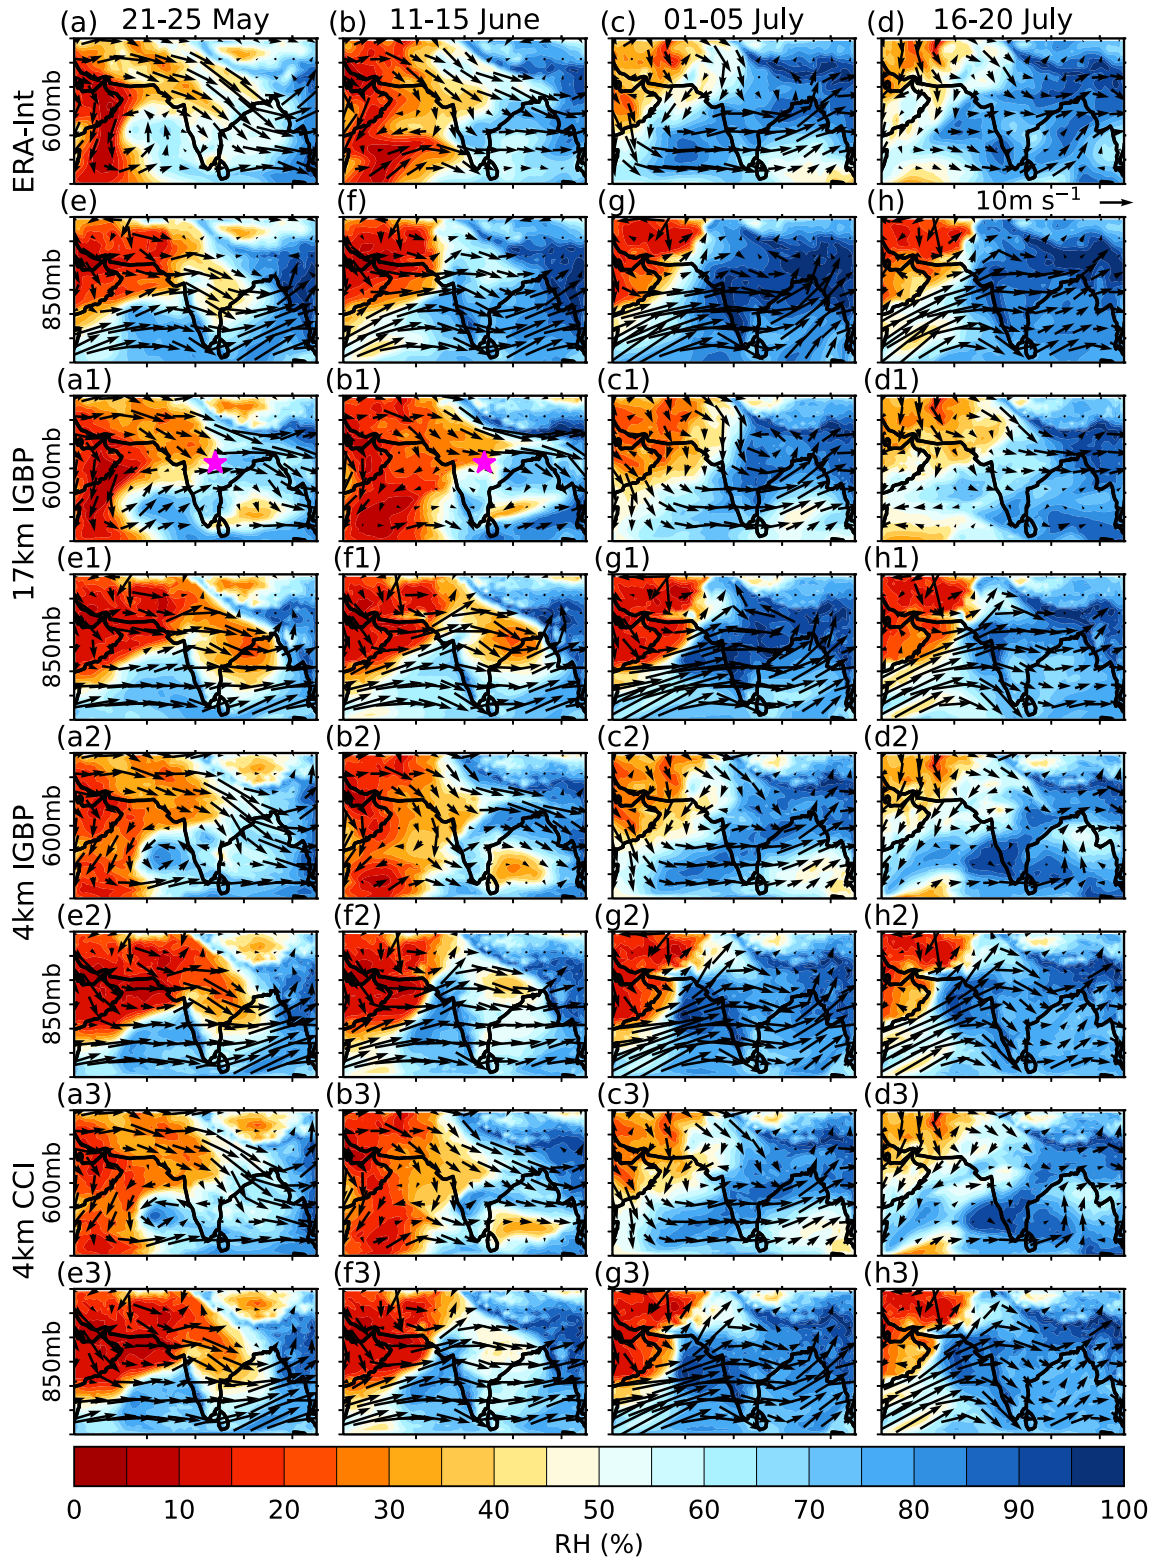 21-25 May 11-15 June 01-05 July 16-20 July
(a) (b) (c) (d)
ERA-Int
600mb
(e) (f) (g) (h) 10m s⁻¹
850mb
(a1) (b1) (c1) (d1)
17km IGBP
600mb
(e1) (f1) (g1) (h1)
850mb
(a2) (b2) (c2) (d2)
4km IGBP
600mb
(e2) (f2) (g2) (h2)
850mb
(a3) (b3) (c3) (d3)
4km CCI
600mb
(e3) (f3) (g3) (h3)
850mb
0 10 20 30 40 50 60 70 80 90 100
RH (%)